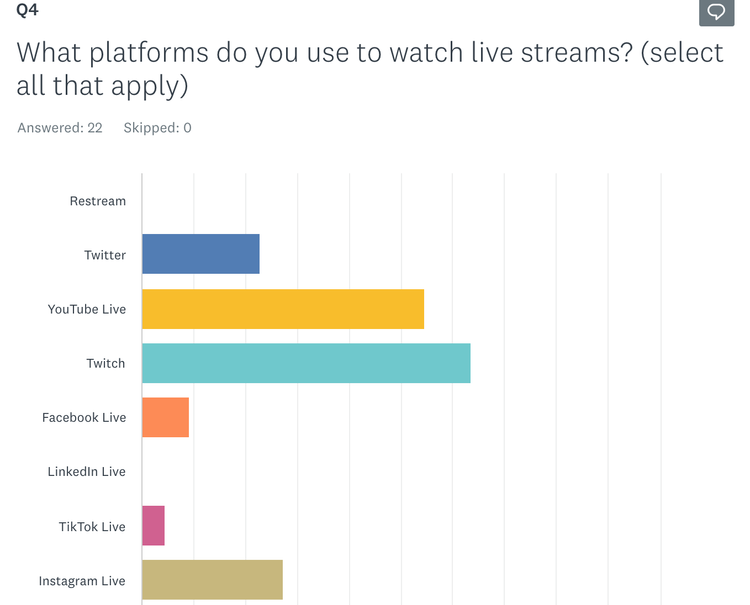 Q4
What platforms do you use to watch live streams? (select
all that apply)
Answered: 22 Skipped: 0
Restream
Twitter
YouTube Live
Twitch
Facebook Live
LinkedIn Live
TikTok Live
Instagram Live